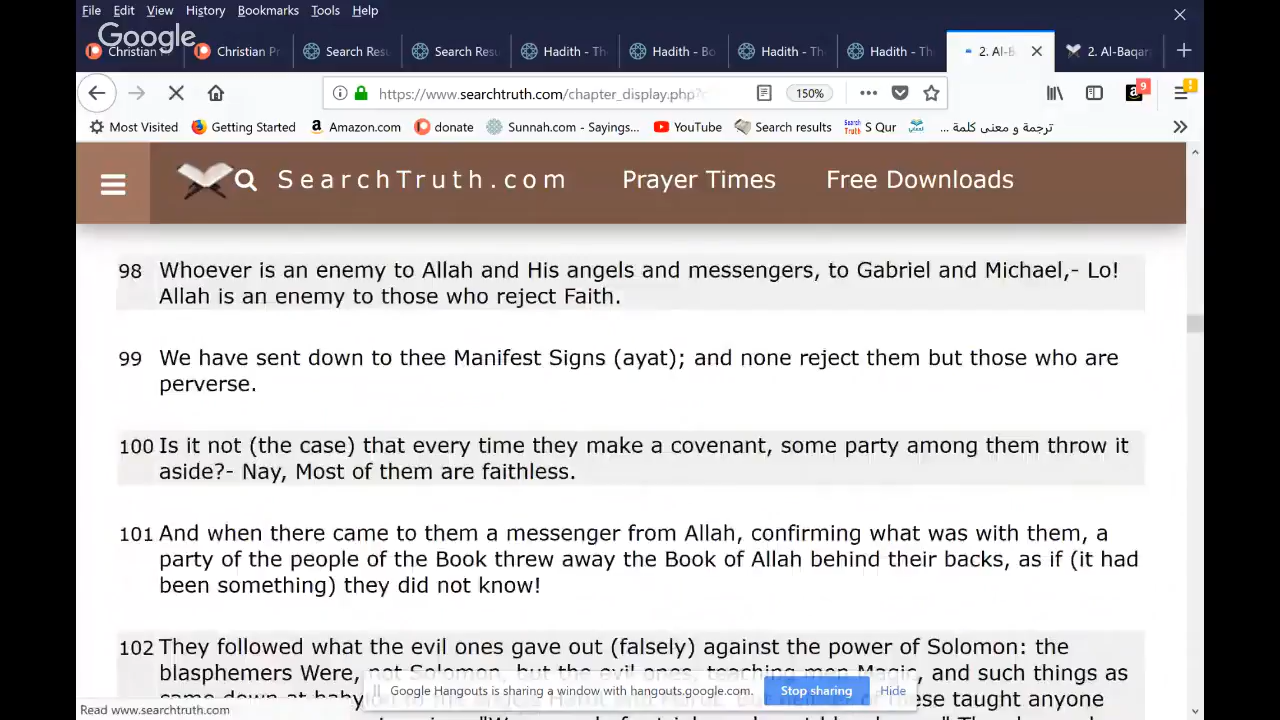 File Edit View History Bookmarks Tools Help
Google
Christian Christian Pr Search Resu Search Resu Hadith - Th Hadith - Bo Hadith - Th Hadith - Th 2. Al-B 2. Al-Baqar
https://www.searchtruth.com/chapter_display.php? 150%
9
Most Visited Getting Started Amazon.com donate Sunnah.com - Sayings... YouTube Search results S Qur ترجمة و معنى كلمة ...
SearchTruth.com Prayer Times Free Downloads
98 Whoever is an enemy to Allah and His angels and messengers, to Gabriel and Michael,- Lo!
Allah is an enemy to those who reject Faith.
99 We have sent down to thee Manifest Signs (ayat); and none reject them but those who are
perverse.
100 Is it not (the case) that every time they make a covenant, some party among them throw it
aside?- Nay, Most of them are faithless.
101 And when there came to them a messenger from Allah, confirming what was with them, a
party of the people of the Book threw away the Book of Allah behind their backs, as if (it had
been something) they did not know!
102 They followed what the evil ones gave out (falsely) against the power of Solomon: the
blasphemers Were, not Solomon, but the evil ones, teaching men Magic, and such things as
came down at baby these taught anyone
Google Hangouts is sharing a window with hangouts.google.com. Stop sharing Hide
Read www.searchtruth.com